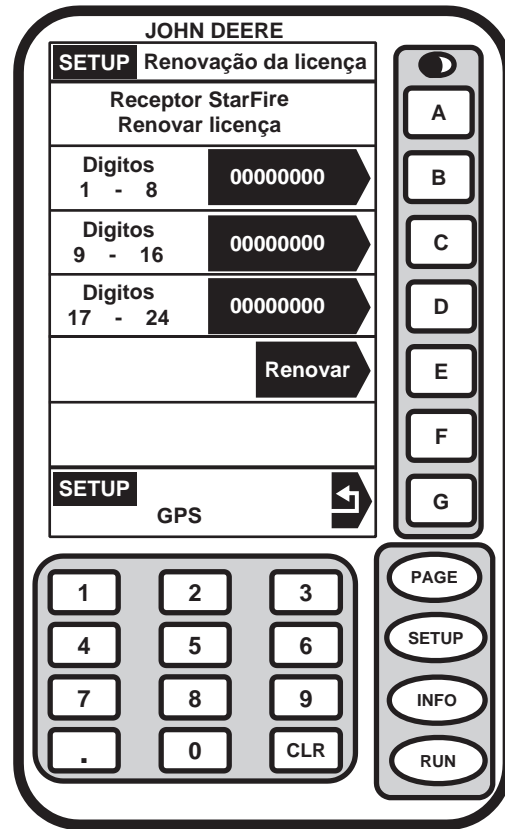 JOHN DEERE
SETUP Renovação da licença
Receptor StarFire
Renovar licença
Digitos
1 - 8
00000000
Digitos
9 - 16
00000000
Digitos
17 - 24
00000000
Renovar
SETUP
GPS
A
B
C
D
E
F
G
1 2 3
4 5 6
7 8 9
. 0 CLR
PAGE
SETUP
INFO
RUN